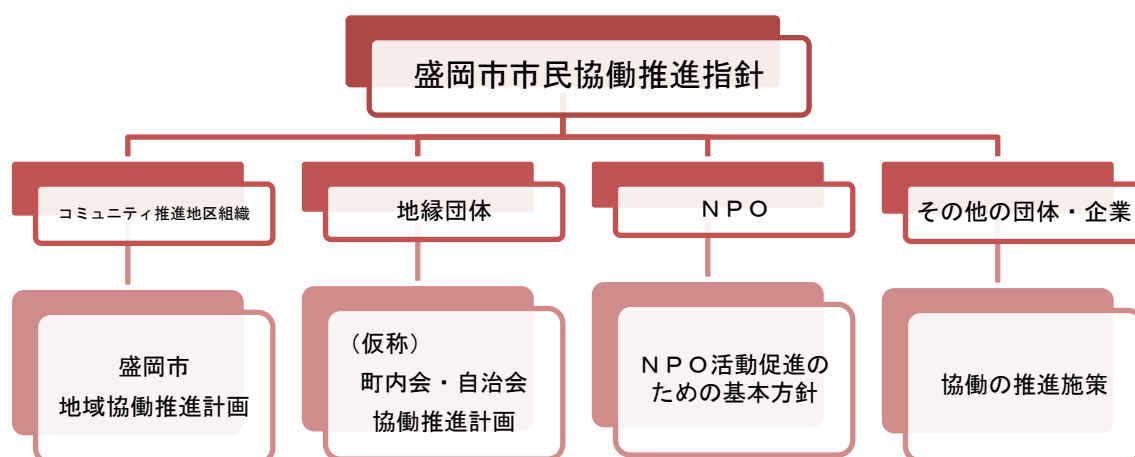 盛岡市市民協働推進指針
コミュニティ推進地区組織
地縁団体
ＮＰＯ
その他の団体・企業
盛岡市
地域協働推進計画
（仮称）
町内会・自治会
協働推進計画
ＮＰＯ活動促進の
ための基本方針
協働の推進施策